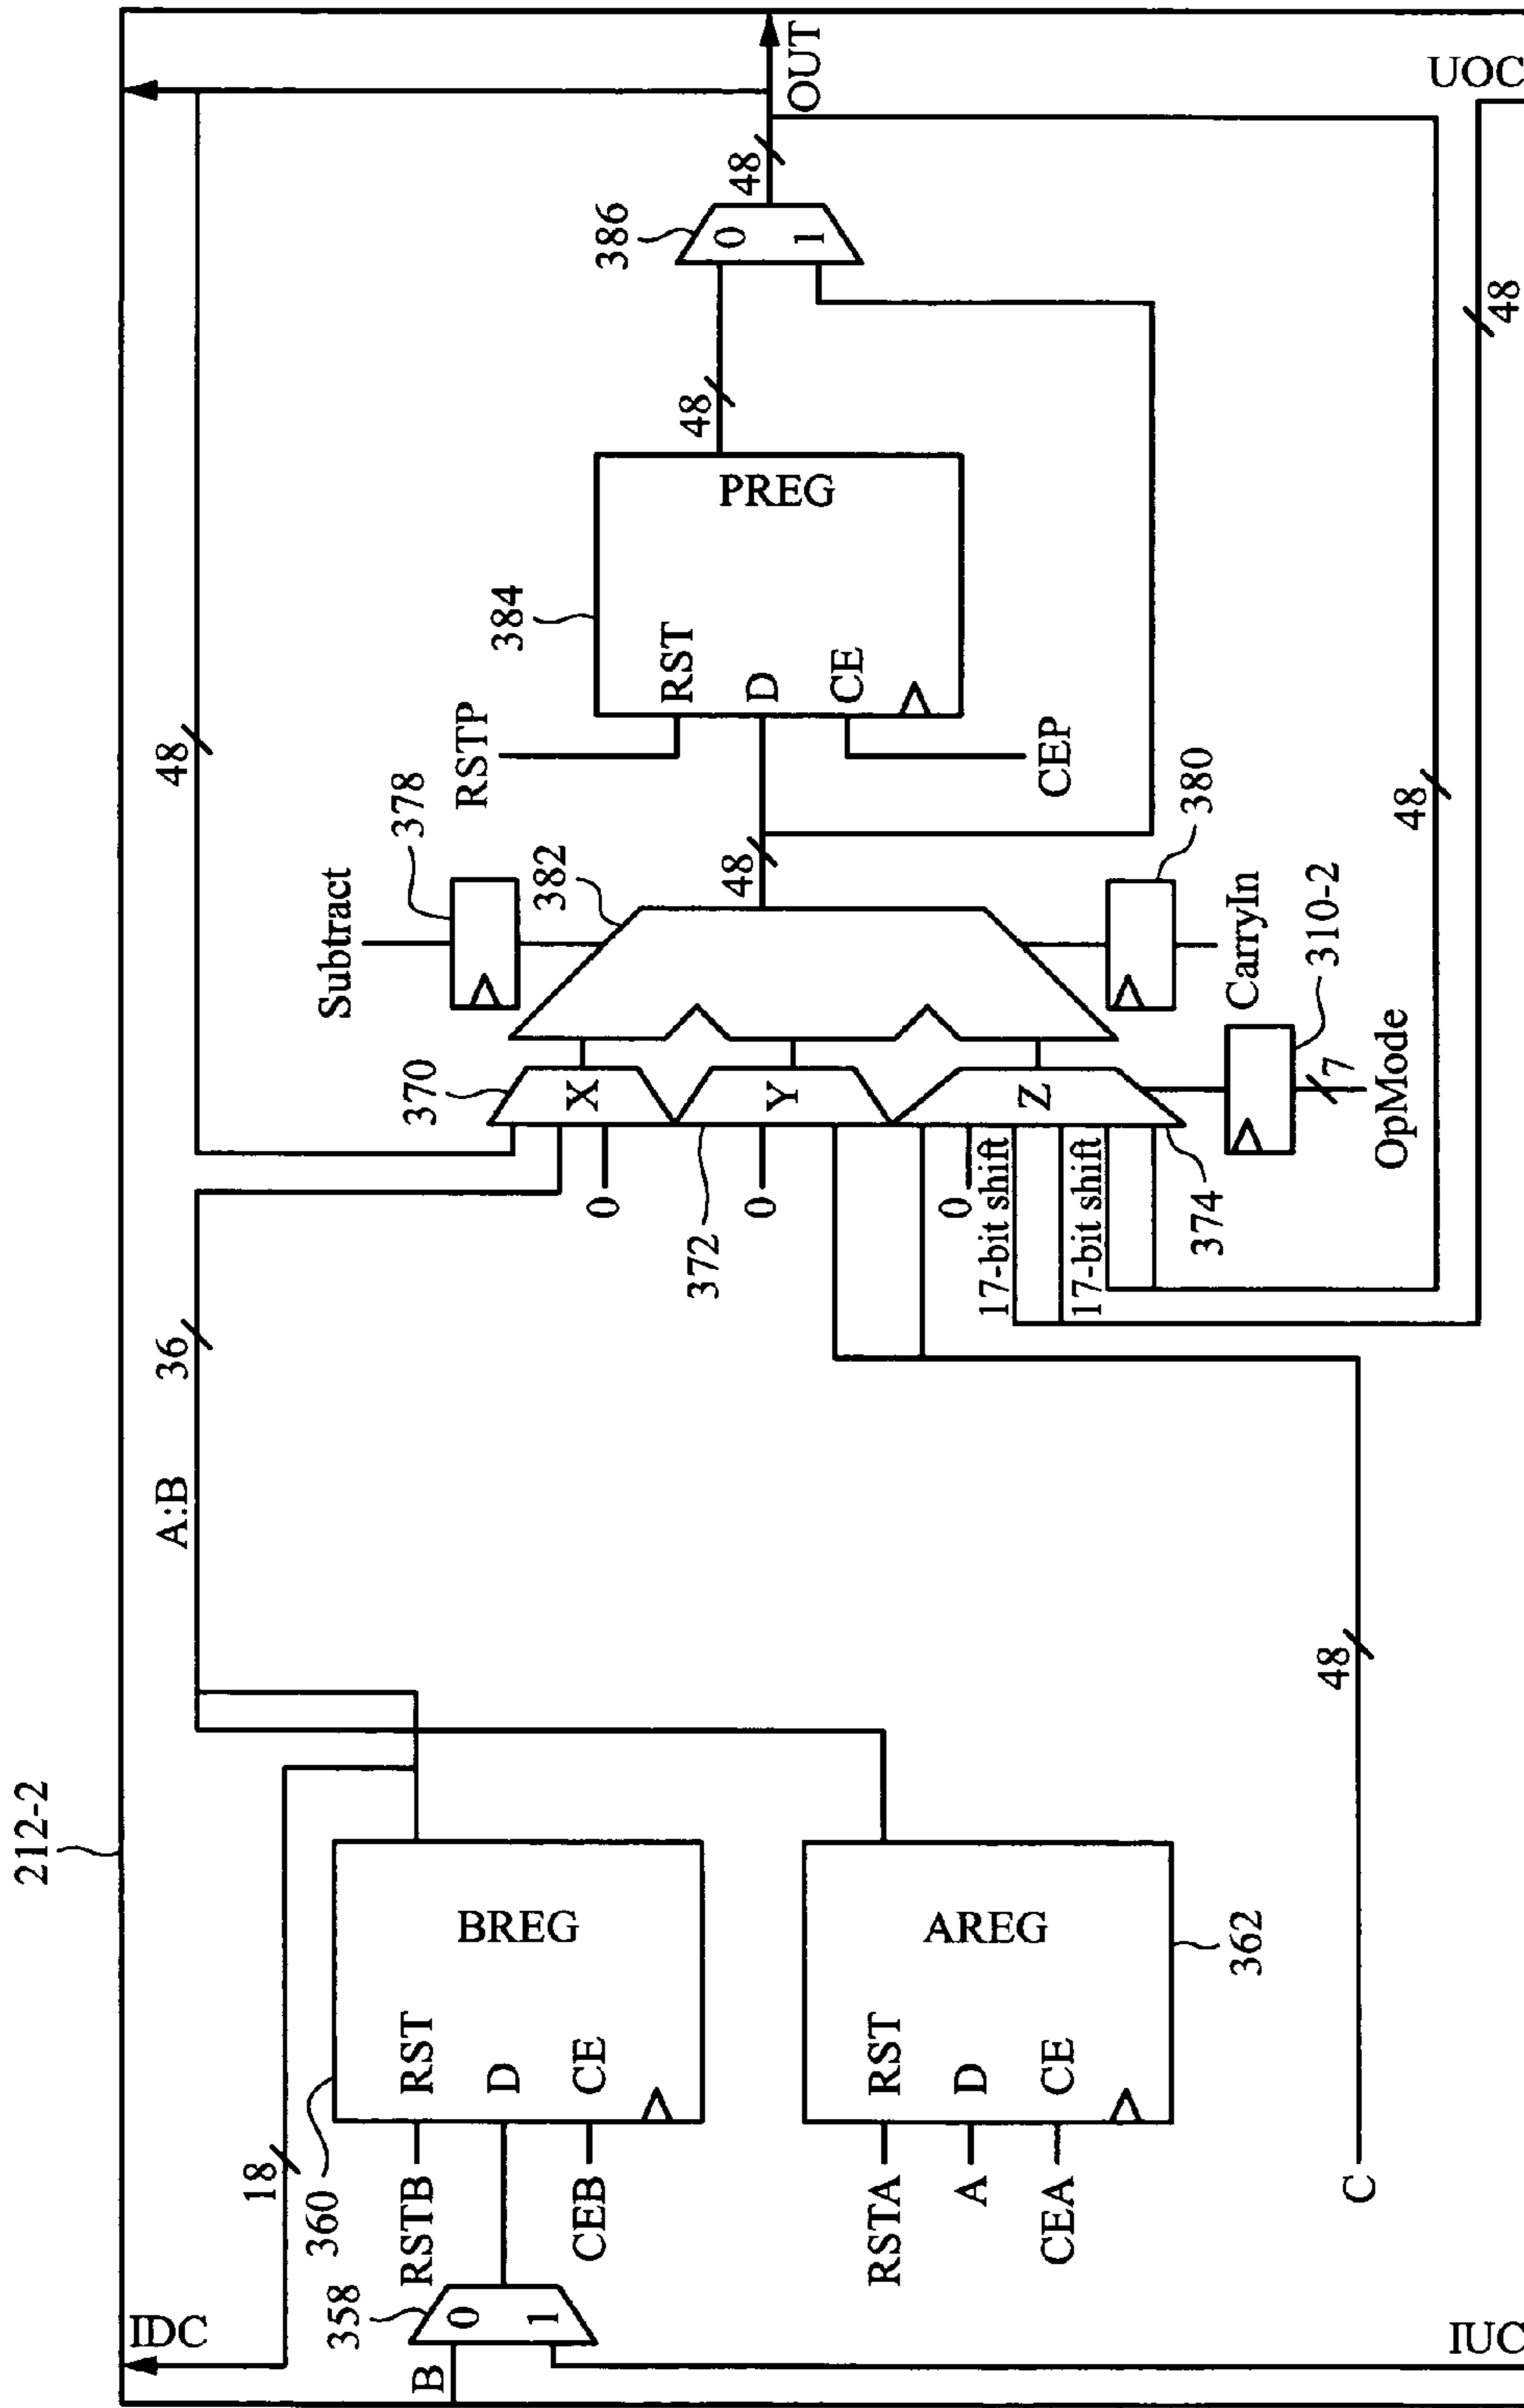 212-2
IDC
18
A:B
36
48
B
358
0
1
IUC
360
RSTB
CEB
RST
D
CE
BREG
RSTA
A
CEA
RST
D
CE
AREG
362
C
48
370
X
0
372
Y
0
0
17-bit shift
17-bit shift
Z
374
Subtract
378
382
48
380
CarryIn
310-2
7
OpMode
RSTP
CEP
384
RST
D
CE
PREG
48
386
0
1
48
OUT
48
48
UOC